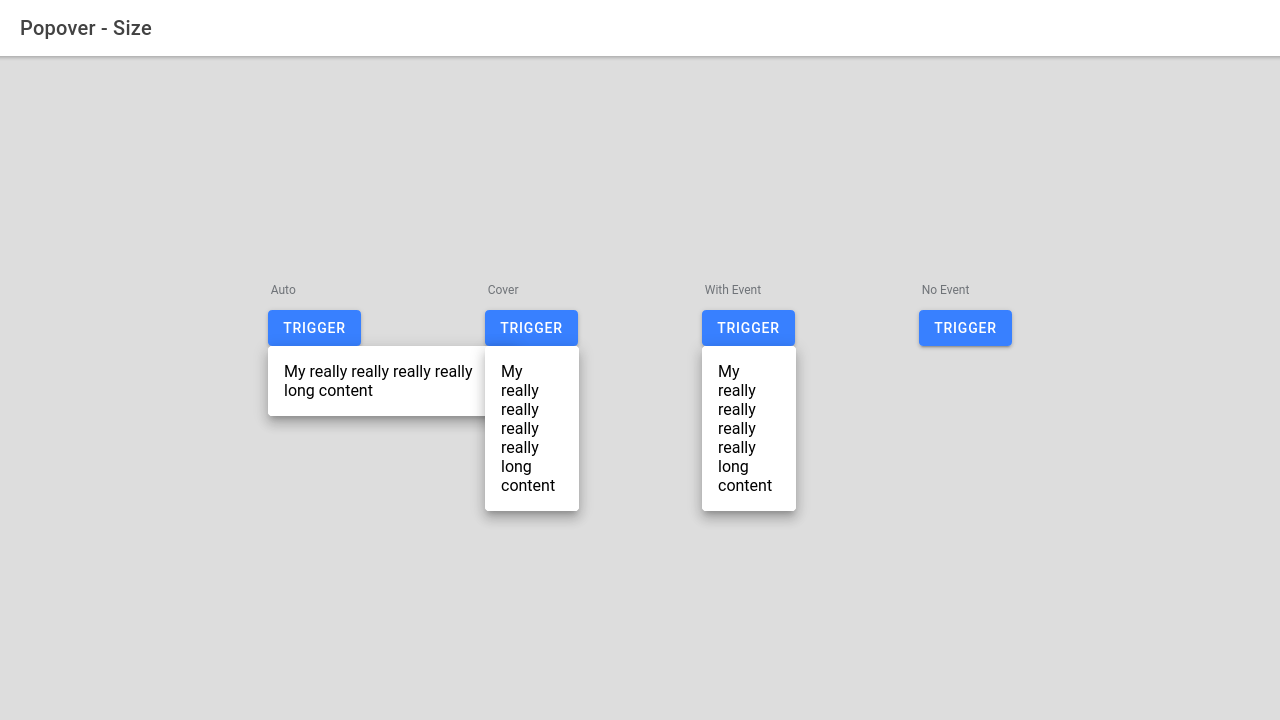 Popover - Size
Auto
TRIGGER
My really really really really
long content
Cover
TRIGGER
My
really
really
really
really
long
content
With Event
TRIGGER
My
really
really
really
really
long
content
No Event
TRIGGER